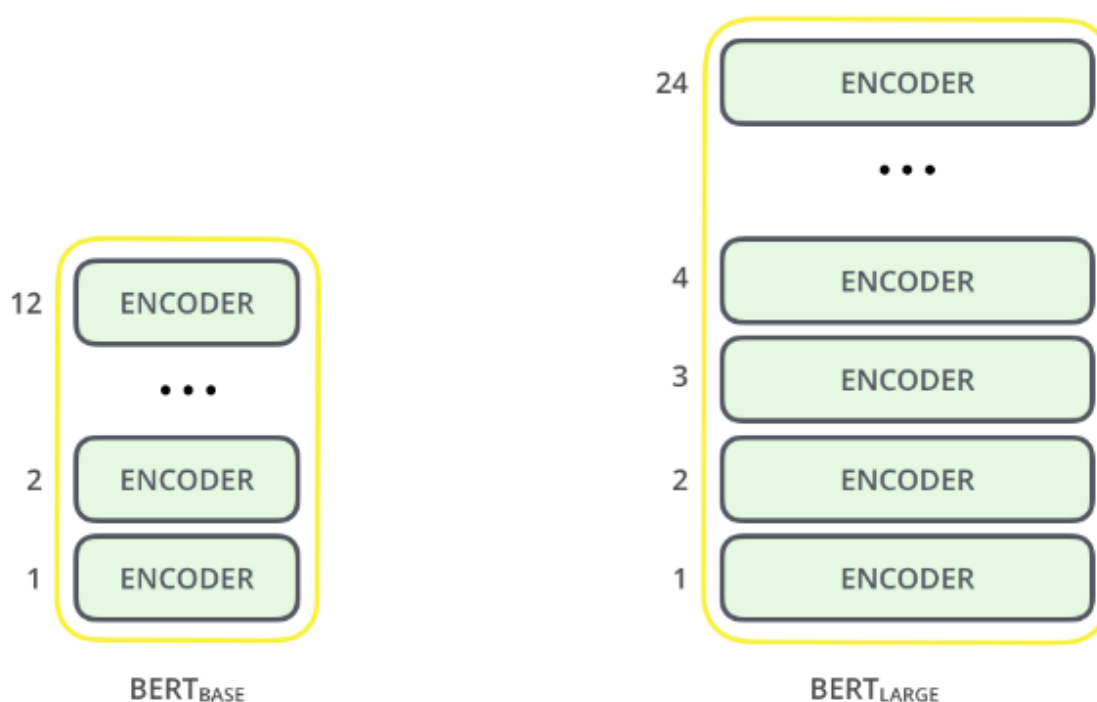 12 ENCODER
...
2 ENCODER
1 ENCODER
BERTBASE
24 ENCODER
...
4 ENCODER
3 ENCODER
2 ENCODER
1 ENCODER
BERTLARGE